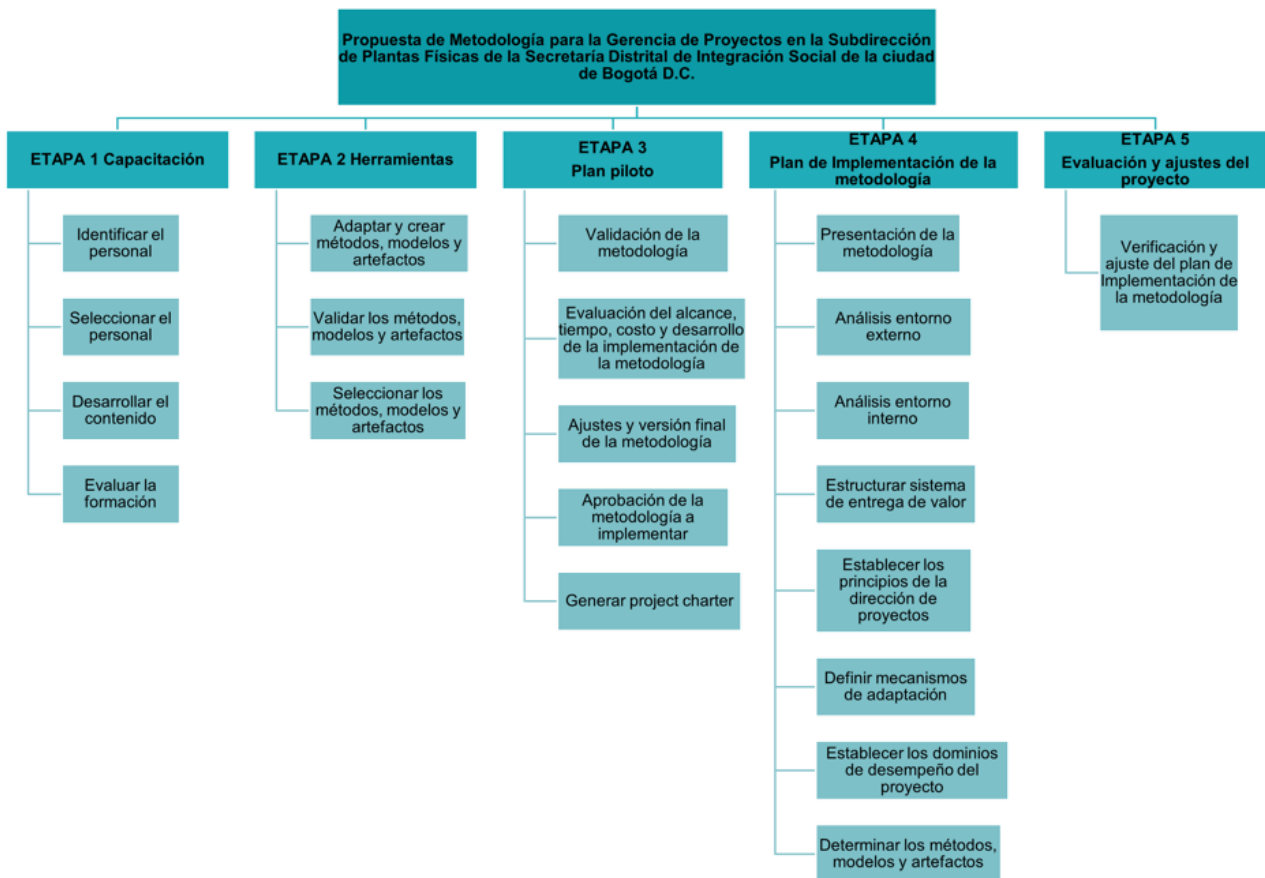 Propuesta de Metodología para la Gerencia de Proyectos en la Subdirección
de Plantas Físicas de la Secretaría Distrital de Integración Social de la ciudad
de Bogotá D.C.
ETAPA 1 Capacitación
Identificar el
personal
Seleccionar el
personal
Desarrollar el
contenido
Evaluar la
formación
ETAPA 2 Herramientas
Adaptar y crear
métodos, modelos y
artefactos
Validar los métodos,
modelos y artefactos
Seleccionar los
métodos, modelos y
artefactos
ETAPA 3
Plan piloto
Validación de la
metodología
Evaluación del alcance,
tiempo, costo y desarrollo
de la implementación de
la metodología
Ajustes y versión final
de la metodología
Aprobación de la
metodología a
implementar
Generar project charter
ETAPA 4
Plan de Implementación de la
metodología
Presentación de la
metodología
Análisis entorno
externo
Análisis entorno
interno
Estructurar sistema
de entrega de valor
Establecer los
principios de la
dirección de
proyectos
Definir mecanismos
de adaptación
Establecer los dominios
de desempeño del
proyecto
Determinar los métodos,
modelos y artefactos
ETAPA 5
Evaluación y ajustes del
proyecto
Verificación y
ajuste del plan de
Implementación de
la metodología